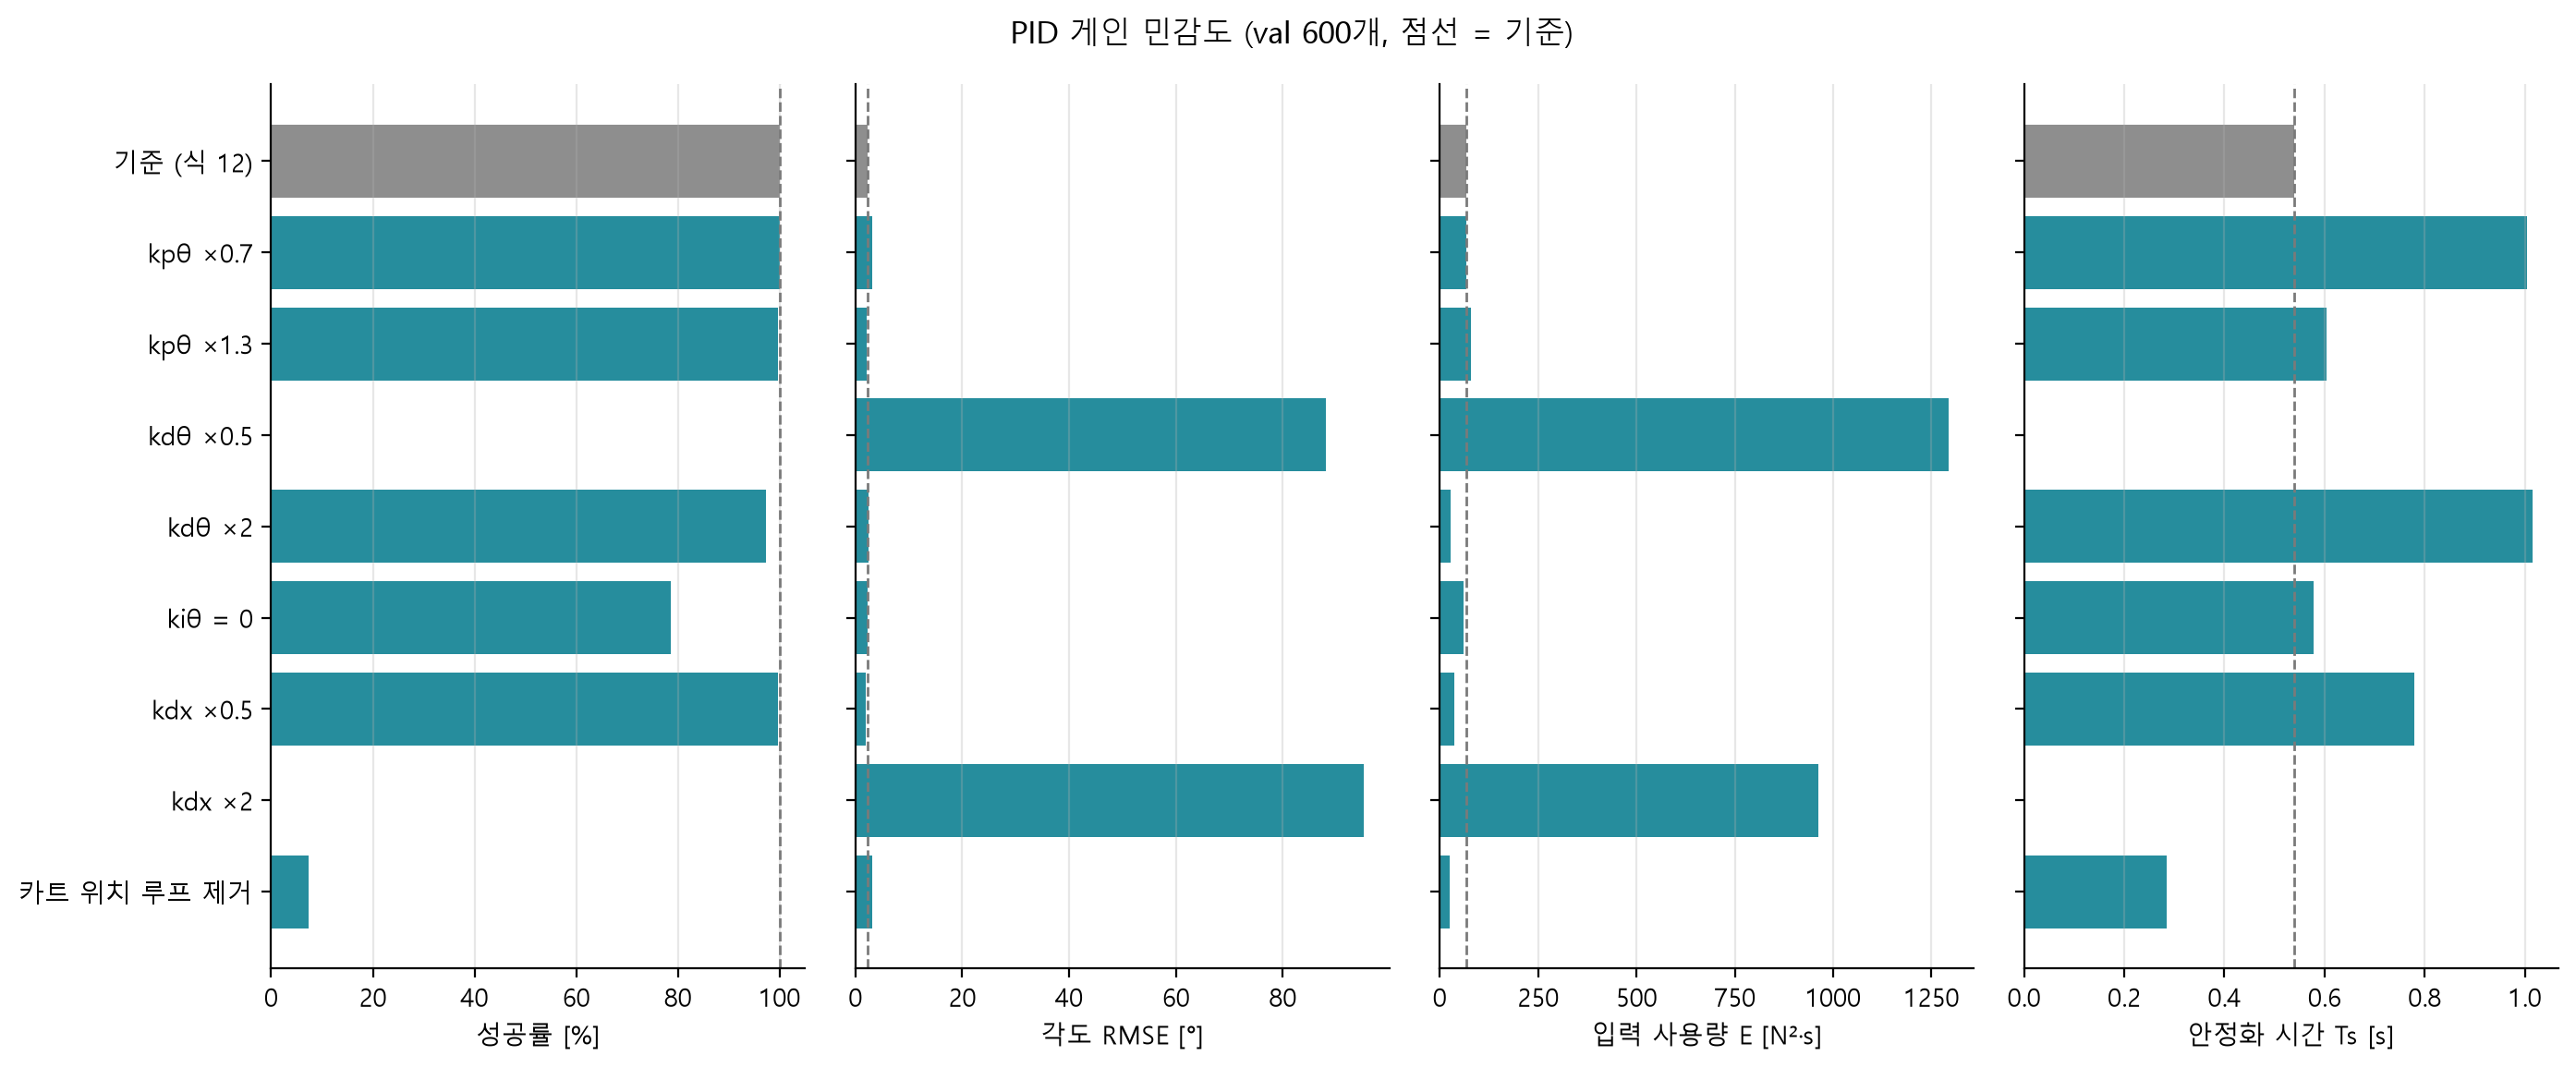 PID 게인 민감도 (val 600개, 점선 = 기준)
기준 (식 12)
kpθ ×0.7
kpθ ×1.3
kdθ ×0.5
kdθ ×2
kiθ = 0
kdx ×0.5
kdx ×2
카트 위치 루프 제거
0 20 40 60 80 100
성공률 [%]
0 20 40 60 80
각도 RMSE [°]
0 250 500 750 1000 1250
입력 사용량 E [N²·s]
0.0 0.2 0.4 0.6 0.8 1.0
안정화 시간 Ts [s]